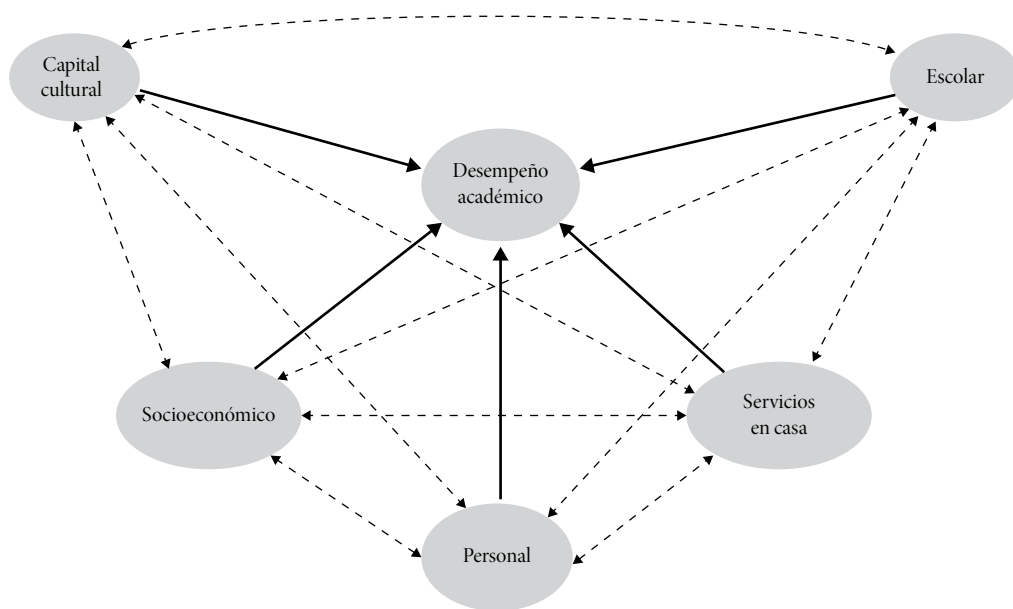 Capital
cultural
Escolar
Desempeño
académico
Socioeconómico
Servicios
en casa
Personal